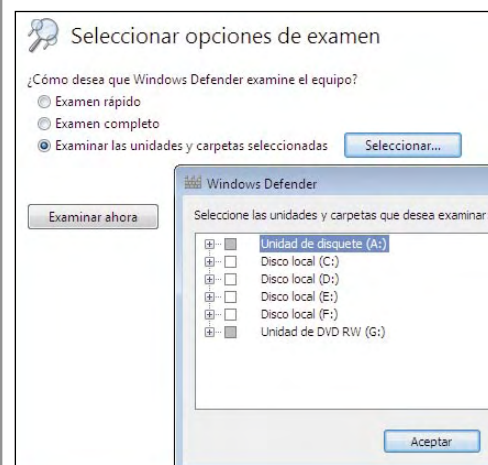 Seleccionar opciones de examen
¿Cómo desea que Windows Defender examine el equipo?
Examen rápido
Examen completo
Examinar las unidades y carpetas seleccionadas
Seleccionar...
Examinar ahora
Windows Defender
Seleccione las unidades y carpetas que desea examinar
Unidad de disquete (A:)
Disco local (C:)
Disco local (D:)
Disco local (E:)
Disco local (F:)
Unidad de DVD RW (G:)
Aceptar